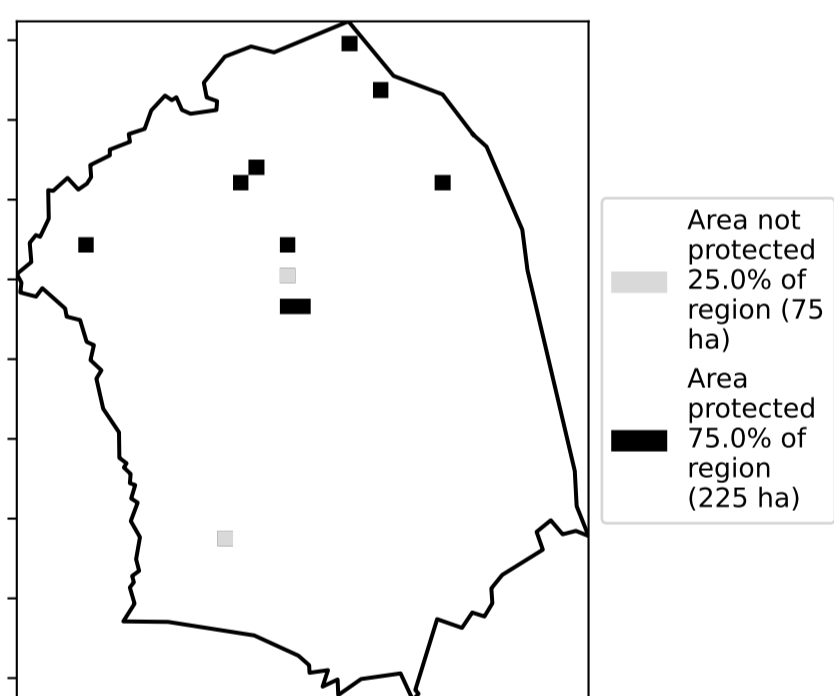 Area not
protected
25.0% of
region (75
ha)
Area
protected
75.0% of
region
(225 ha)